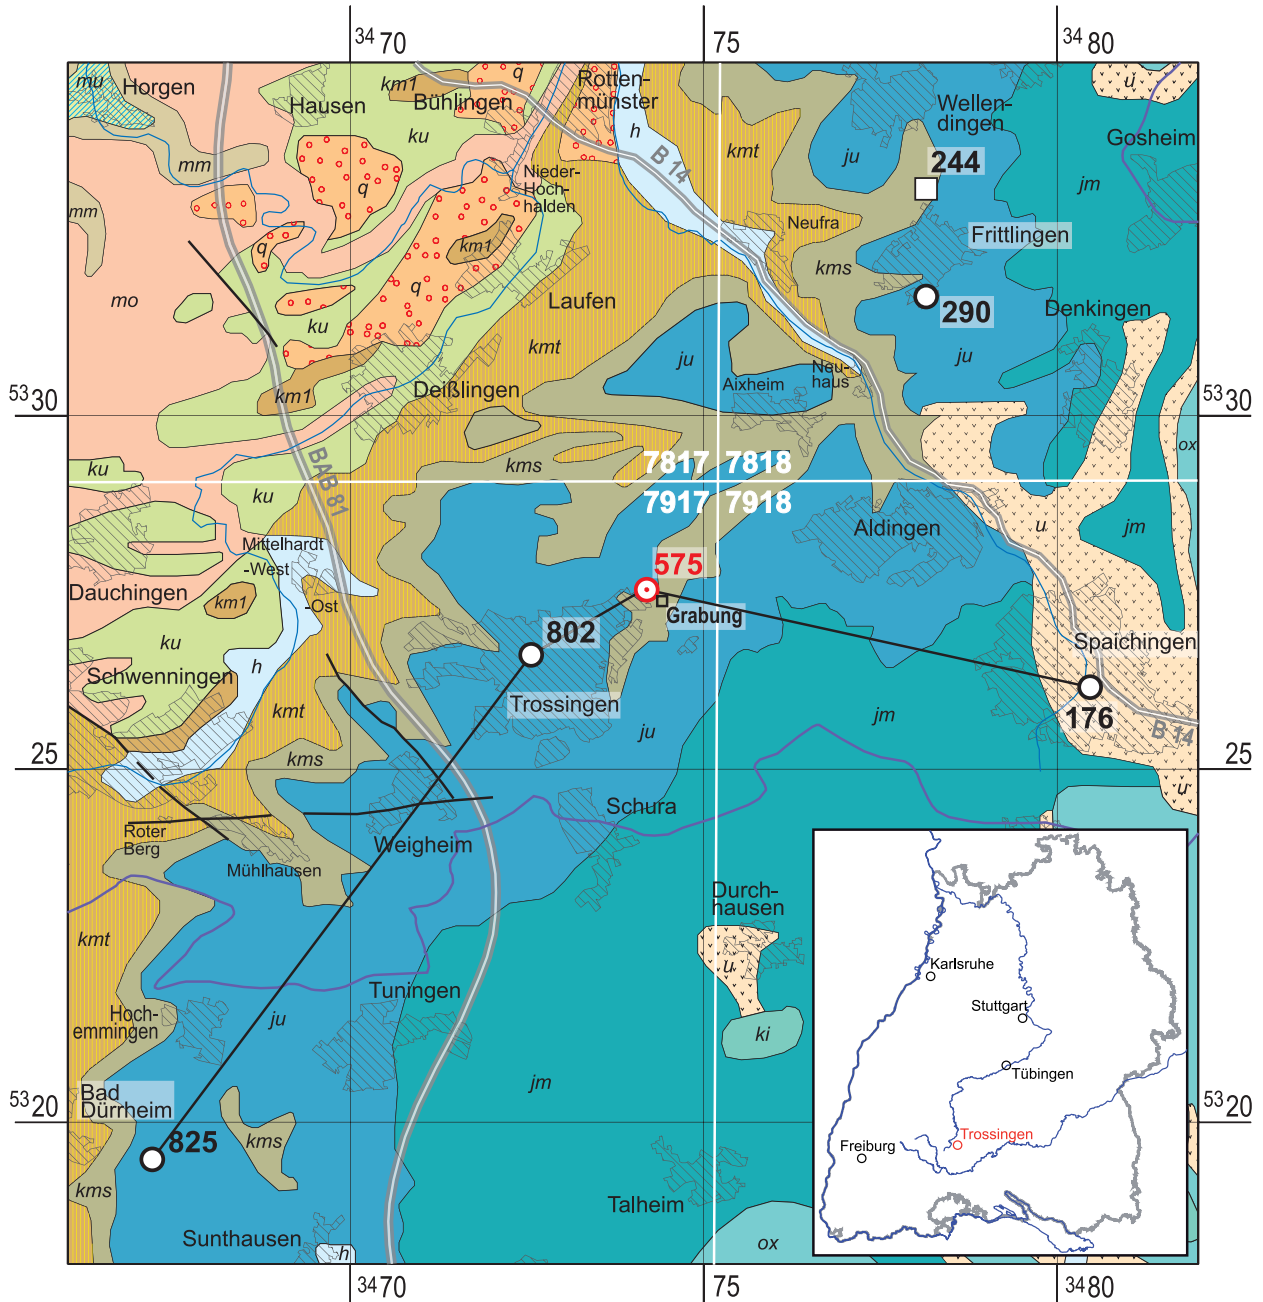 34 70
75
34 80
mu
Horgen
Hausen
km1
Bühlingen
q
Rotten-
münster
h
B 14
kmt
ju
Wellen-
dingen
244
ü
Gosheim
jm
ku
mm
mm
q
Nieder-
Hoch-
halden
km1
q
q
Neufra
kms
Frittlingen
290
Denkingen
mo
ku
Laufen
kmt
ju
Aixheim
Neu-
haus
ju
km1
Deißlingen
53 30
53 30
ox
BAB 81
ku
ku
kms
7817
7818
7917
7918
Aldingen
u
jm
Mittelhardt
-West
-Ost
Dauchingen
km1
ku
h
Schwenningen
575
Grabung
802
Trossingen
ju
jm
Spaichingen
176
B 14
kmt
kms
25
25
u
Schura
Roter
Berg
Weigheim
Mühlhausen
Durch-
hausen
u
ki
kmt
Tuningen
Hoch-
emmingen
ju
jm
53 20
53 20
Bad
Dürrheim
825
kms
kms
Talheim
ox
Sunthausen
h
Karlsruhe
Stuttgart
Tübingen
Trossingen
Freiburg
34 70
75
34 80